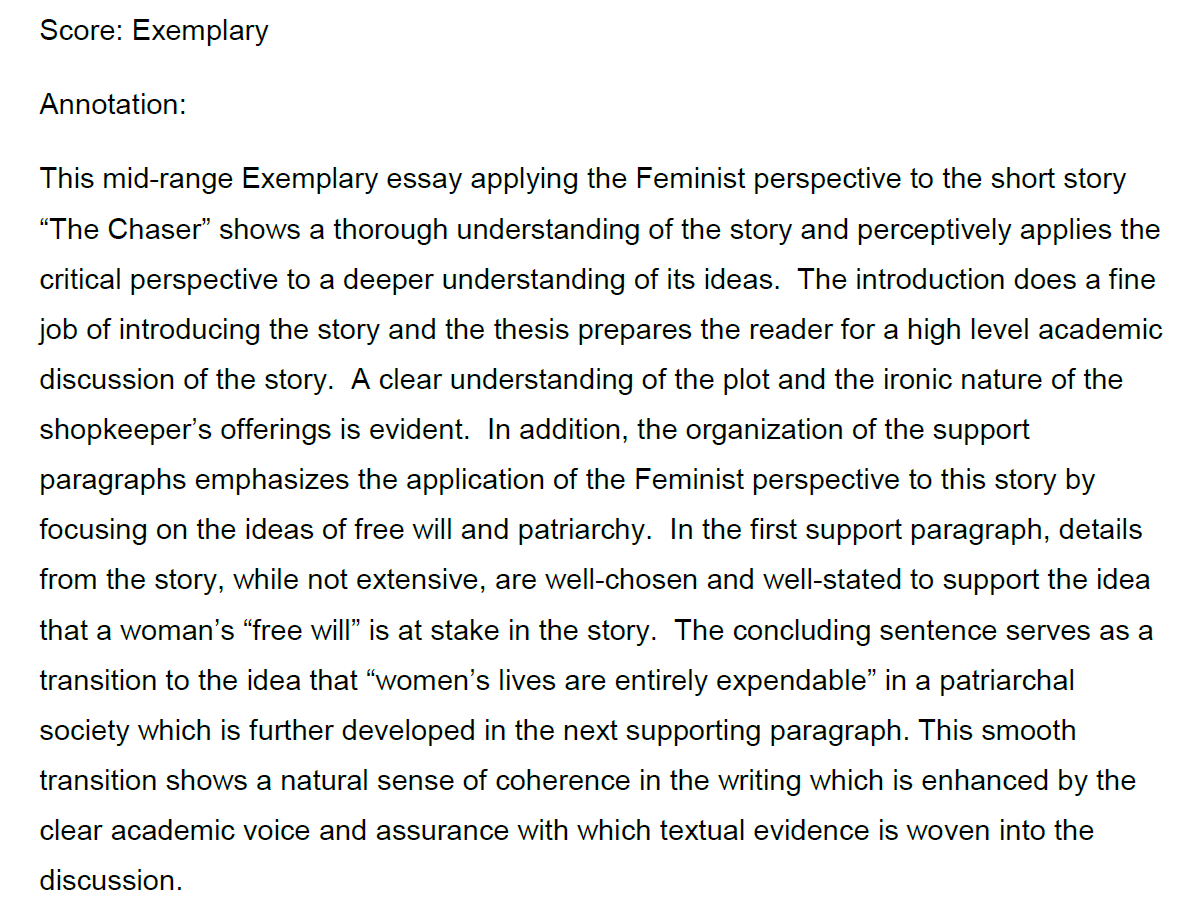 Score: Exemplary
Annotation:
This mid-range Exemplary essay applying the Feminist perspective to the short story
“The Chaser” shows a thorough understanding of the story and perceptively applies the
critical perspective to a deeper understanding of its ideas.  The introduction does a fine
job of introducing the story and the thesis prepares the reader for a high level academic
discussion of the story.  A clear understanding of the plot and the ironic nature of the
shopkeeper’s offerings is evident.  In addition, the organization of the support
paragraphs emphasizes the application of the Feminist perspective to this story by
focusing on the ideas of free will and patriarchy.  In the first support paragraph, details
from the story, while not extensive, are well-chosen and well-stated to support the idea
that a woman’s “free will” is at stake in the story.  The concluding sentence serves as a
transition to the idea that “women’s lives are entirely expendable” in a patriarchal
society which is further developed in the next supporting paragraph. This smooth
transition shows a natural sense of coherence in the writing which is enhanced by the
clear academic voice and assurance with which textual evidence is woven into the
discussion.